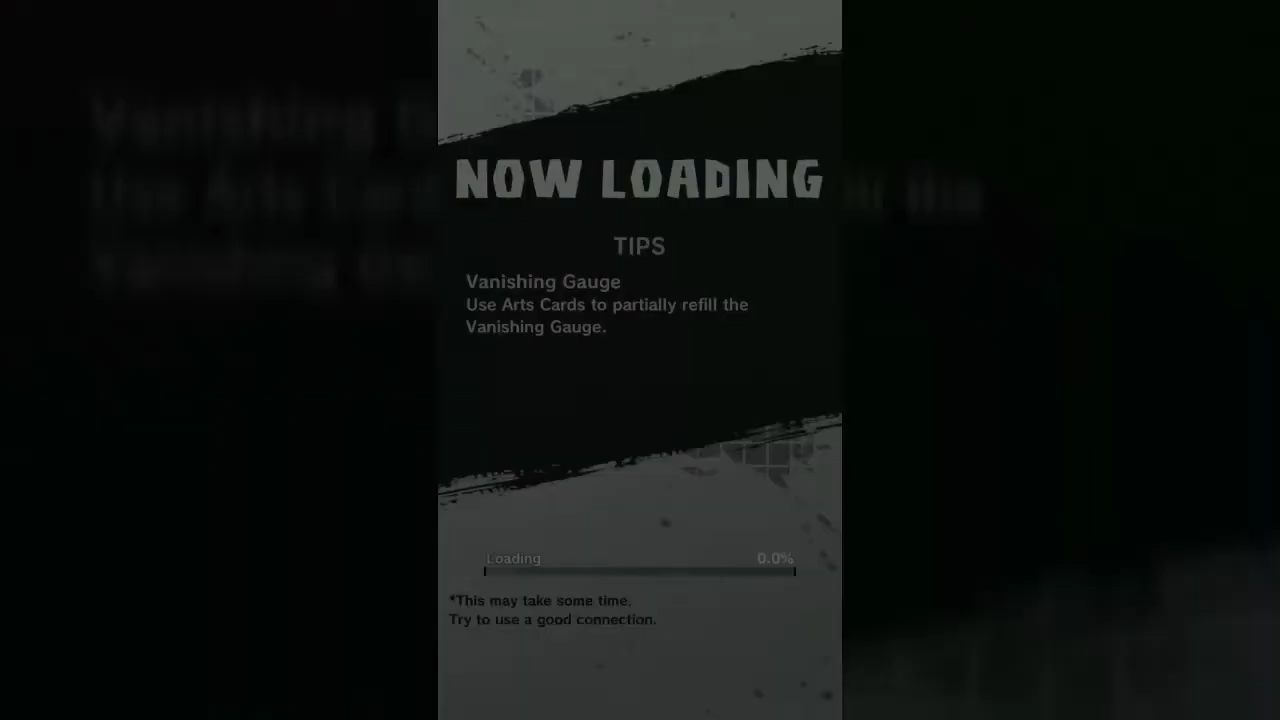 NOW LOADING
TIPS
Vanishing Gauge
Use Arts Cards to partially refill the
Vanishing Gauge.
Loading 0.0%
*This may take some time.
Try to use a good connection.